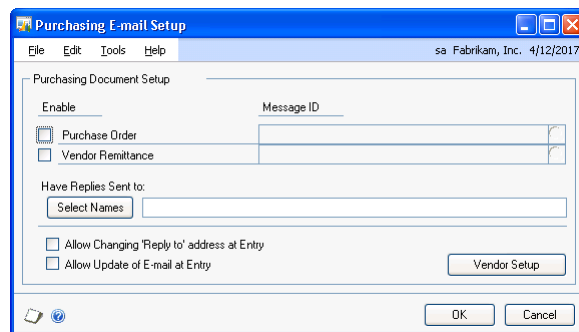 Purchasing E-mail Setup
File Edit Tools Help sa Fabrikam, Inc. 4/12/2017
Purchasing Document Setup
Enable Message ID
Purchase Order
Vendor Remittance
Have Replies Sent to:
Select Names
Allow Changing 'Reply to' address at Entry
Allow Update of E-mail at Entry
Vendor Setup
OK Cancel